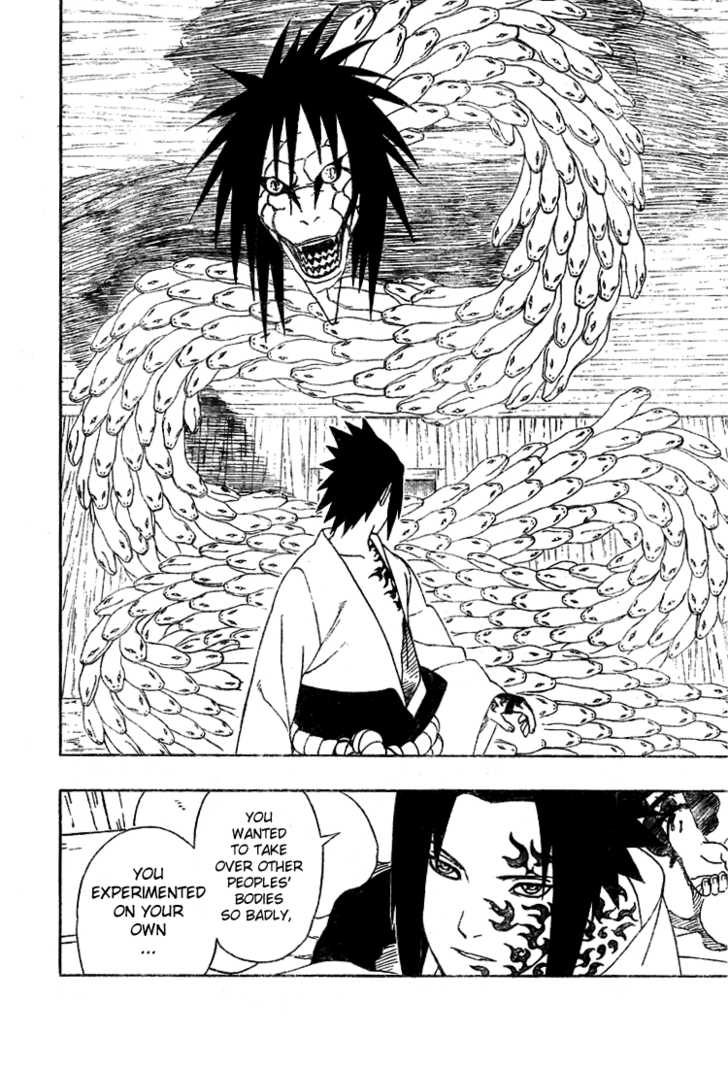 YOU
WANTED
TO TAKE
OVER OTHER
PEOPLES'
BODIES
SO BADLY,
YOU
EXPERIMENTED
ON YOUR
OWN
...